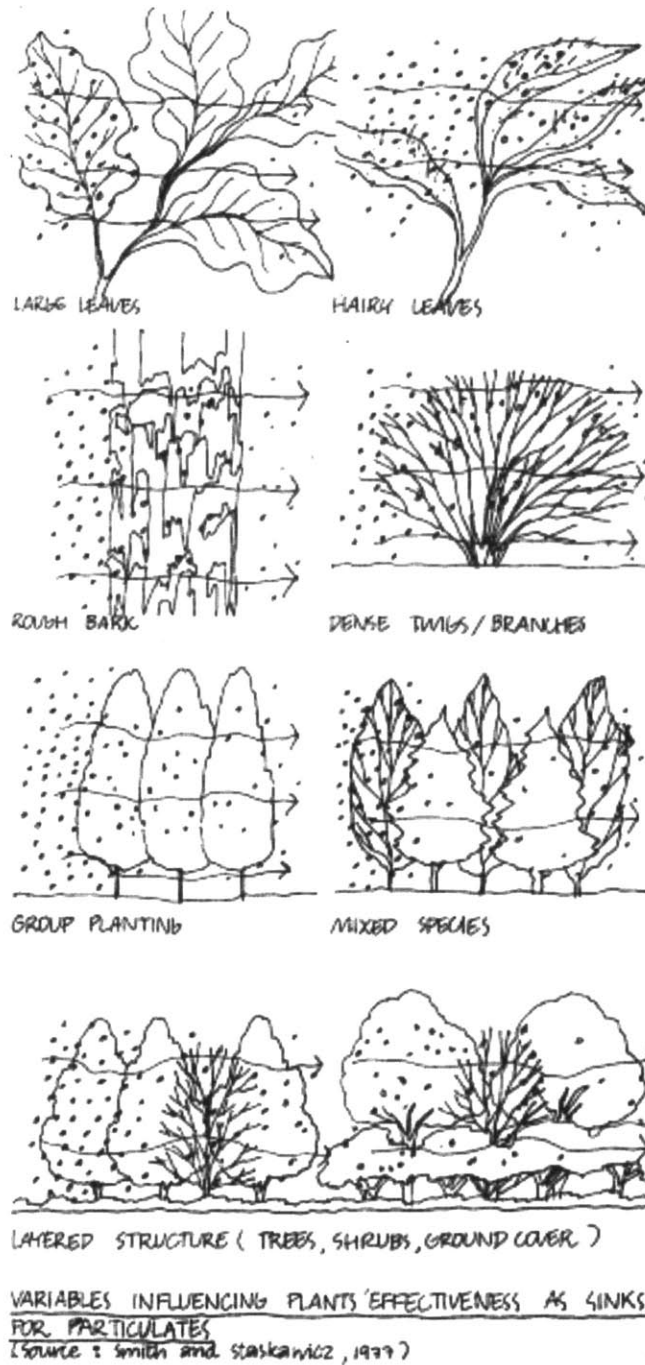 LARGE LEAVES
HAIRY LEAVES
ROUGH BARK
DENSE TWIGS/BRANCHES
GROUP PLANTING
MIXED SPECIES
LAYERED STRUCTURE ( TREES, SHRUBS, GROUND COVER )
VARIABLES INFLUENCING PLANTS' EFFECTIVENESS AS SINKS
FOR PARTICULATES
(Source : Smith and Staskawicz, 1977)